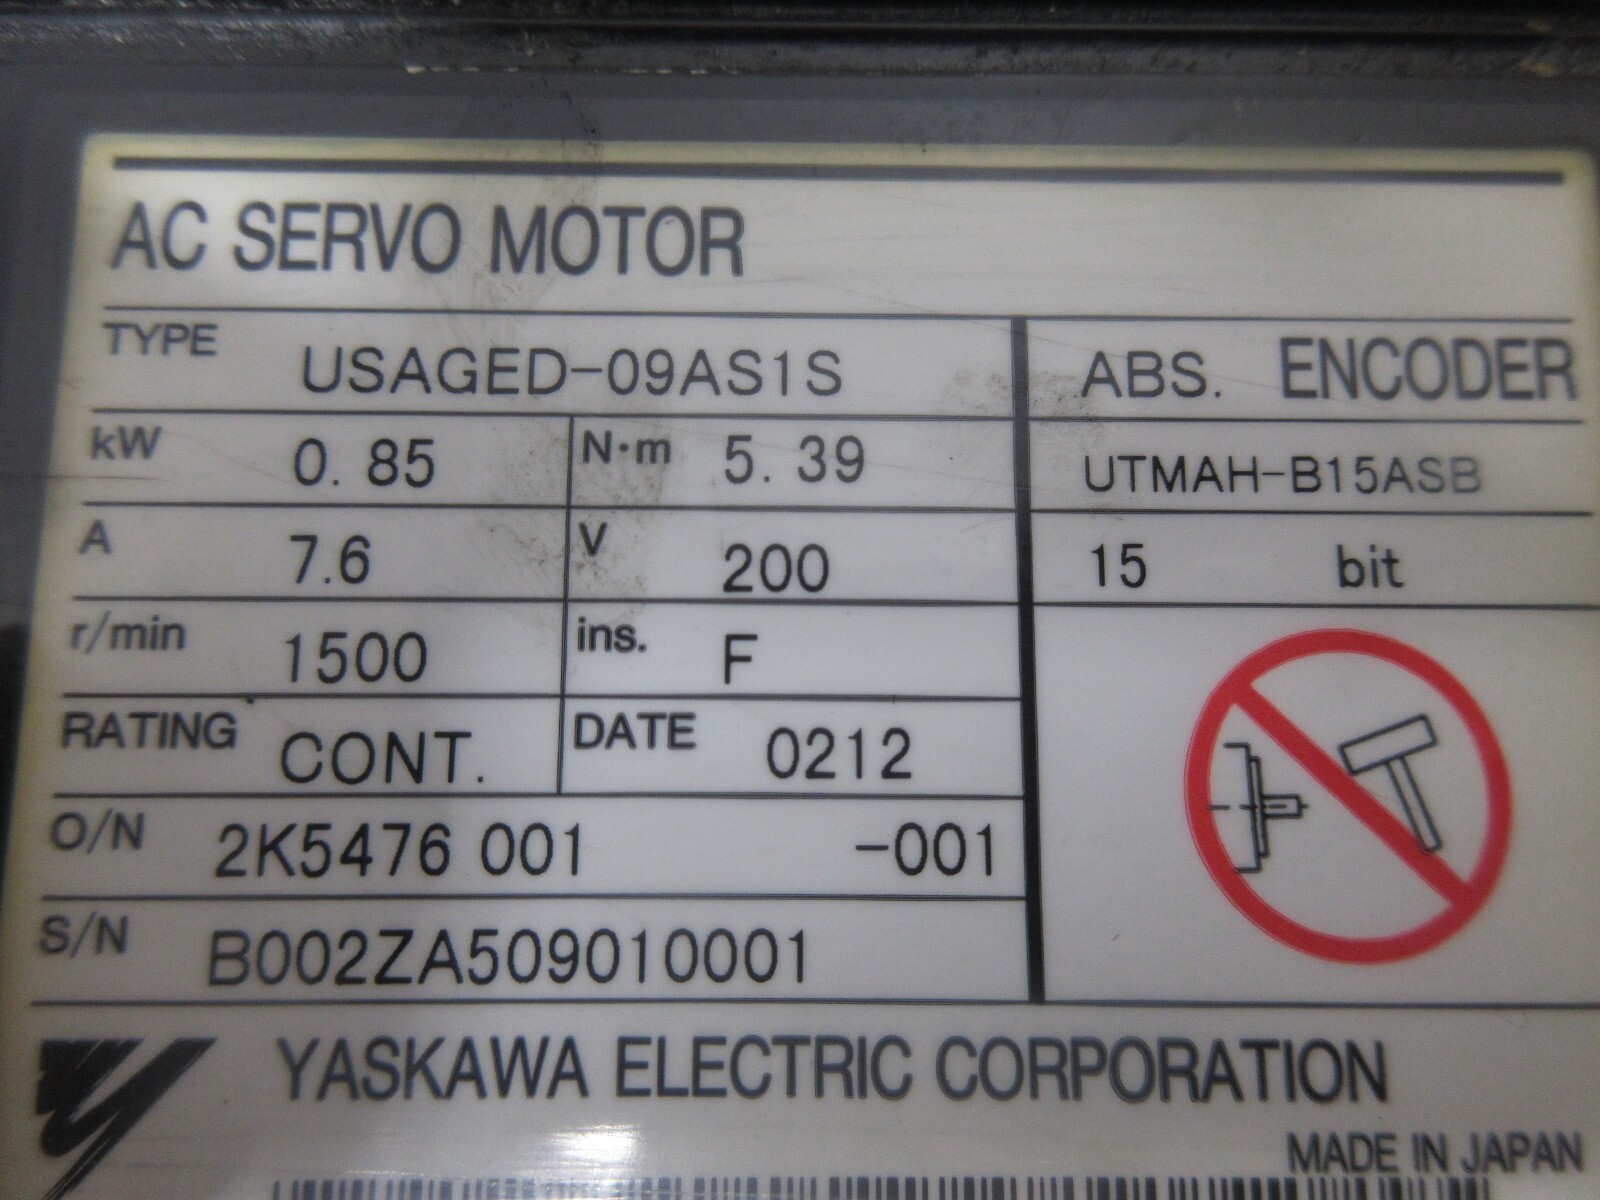 AC SERVO MOTOR
TYPE USAGED-09AS1S
ABS. ENCODER
kW 0.85 N·m 5.39
UTMAH-B15ASB
A 7.6 V 200
15 bit
r/min 1500 ins. F
RATING CONT. DATE 0212
O/N 2K5476 001 -001
S/N B002ZA509010001
YASKAWA ELECTRIC CORPORATION
MADE IN JAPAN